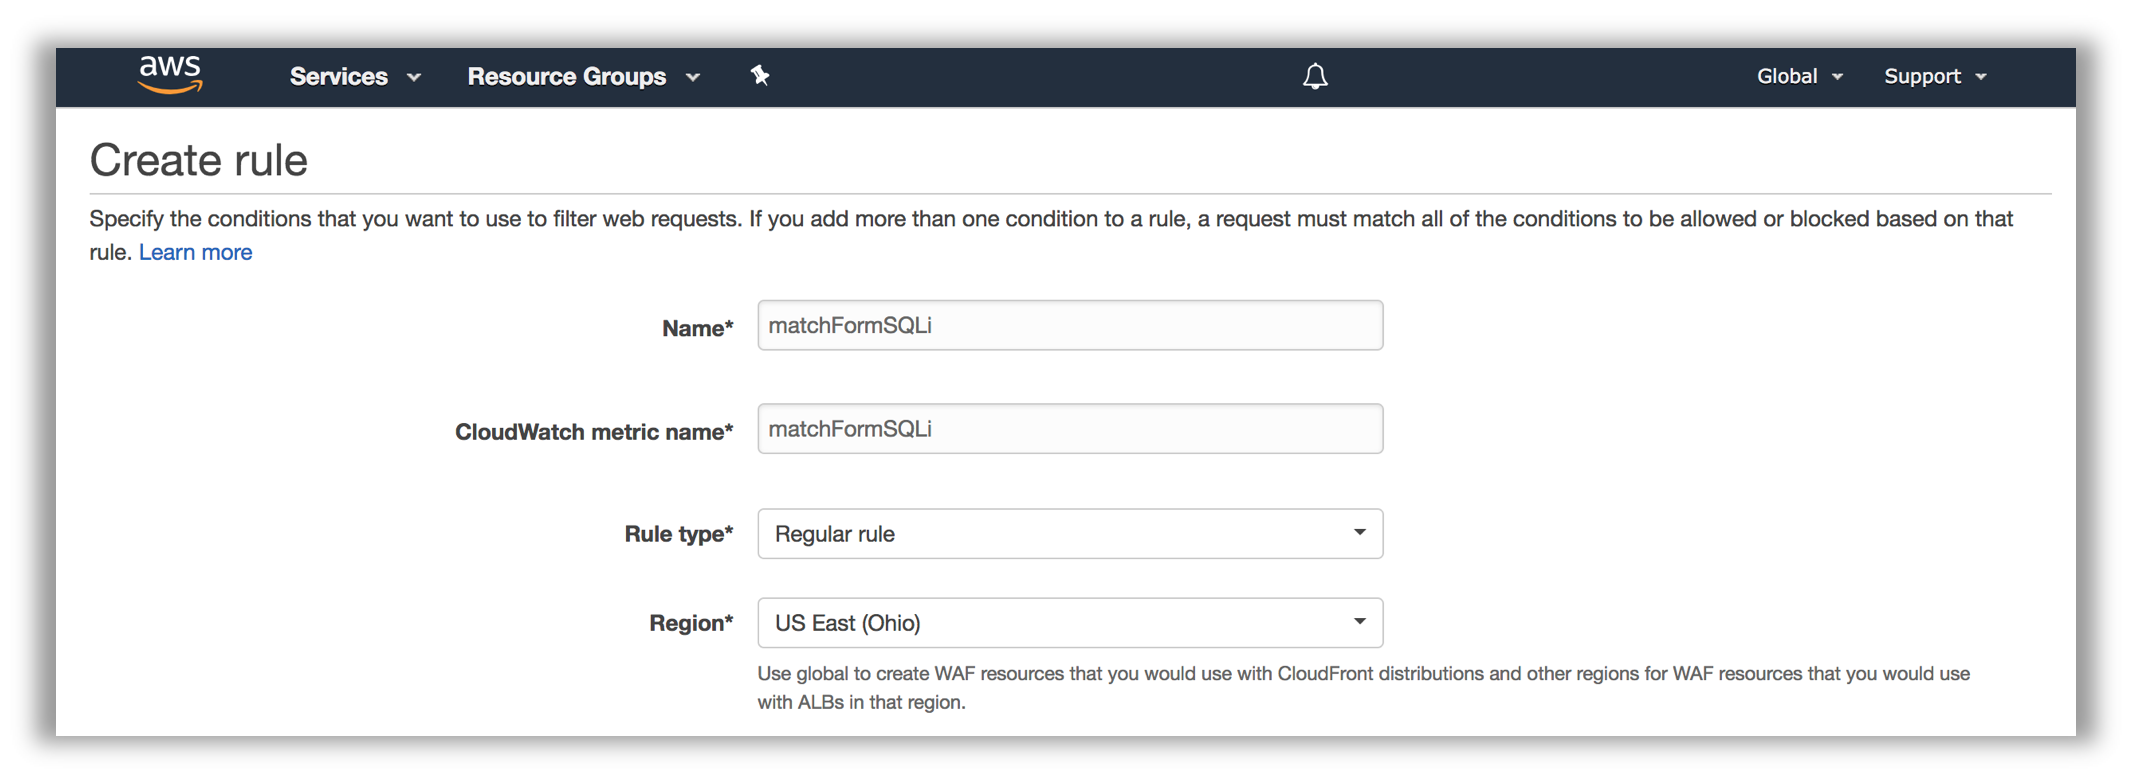 aws Services Resource Groups Global Support
Create rule
Specify the conditions that you want to use to filter web requests. If you add more than one condition to a rule, a request must match all of the conditions to be allowed or blocked based on that
rule. Learn more
Name* matchFormSQLi
CloudWatch metric name* matchFormSQLi
Rule type* Regular rule
Region* US East (Ohio)
Use global to create WAF resources that you would use with CloudFront distributions and other regions for WAF resources that you would use
with ALBs in that region.